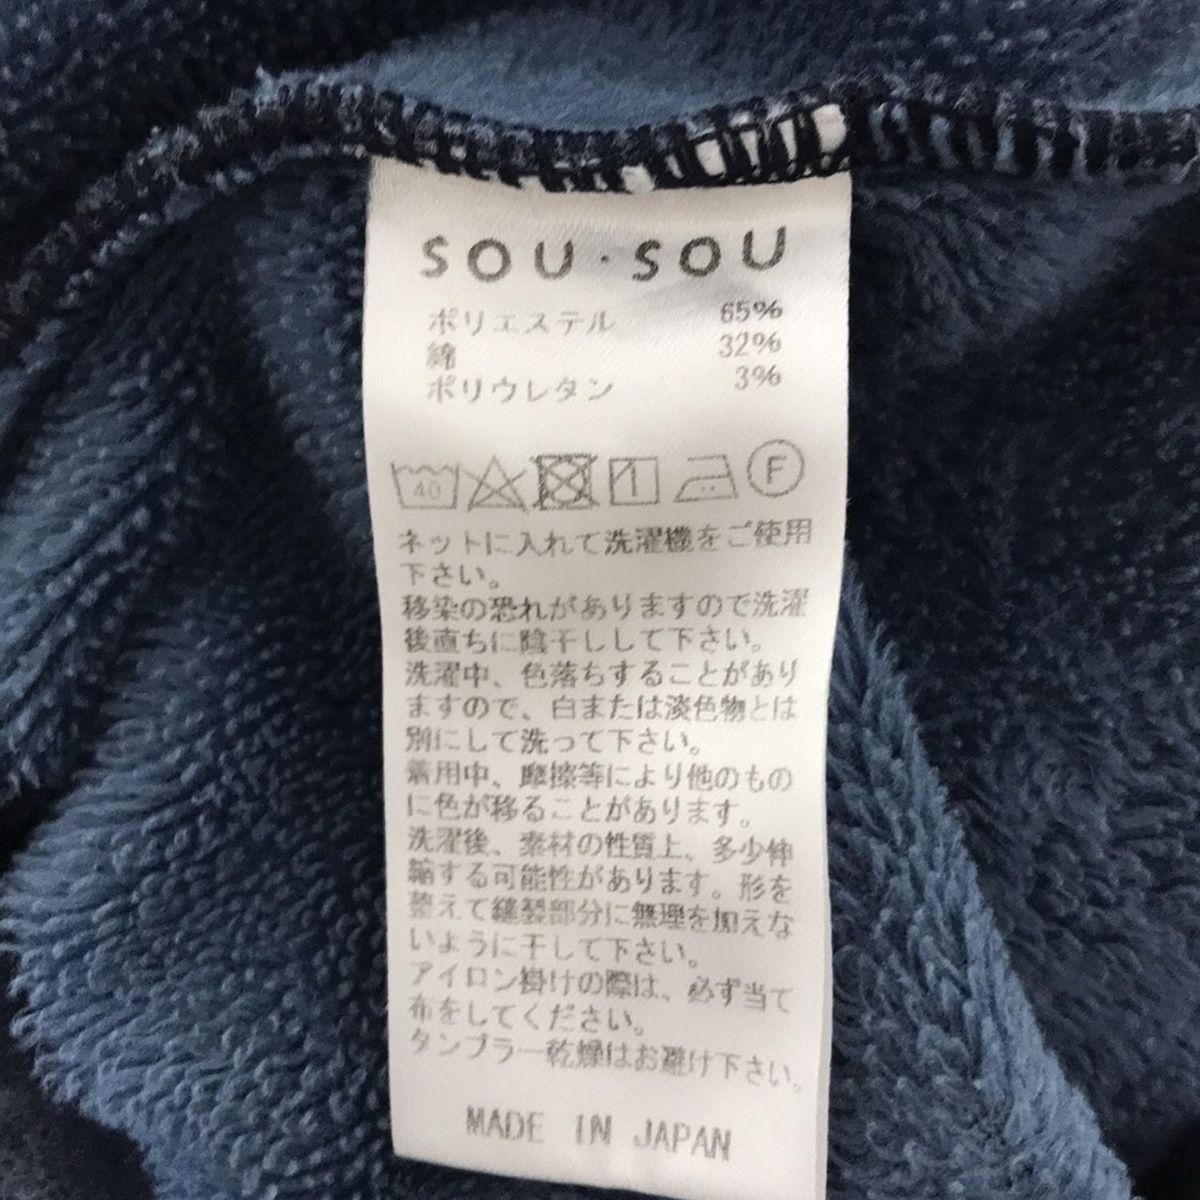 SOU・SOU
ポリエステル 65%
綿 32%
ポリウレタン 3%
40 F
ネットに入れて洗濯機をご使用
下さい。
移染の恐れがありますので洗濯
後直ちに陰干しして下さい。
洗濯中、色落ちすることがあり
ますので、白または淡色物とは
別にして洗って下さい。
着用中、摩擦等により他のもの
に色が移ることがあります。
洗濯後、素材の性質上、多少伸
縮する可能性があります。形を
整えて縫製部分に無理を加えな
いように干して下さい。
アイロン掛けの際は、必ず当て
布をしてください。
タンブラー乾燥はお避け下さい。
MADE IN JAPAN